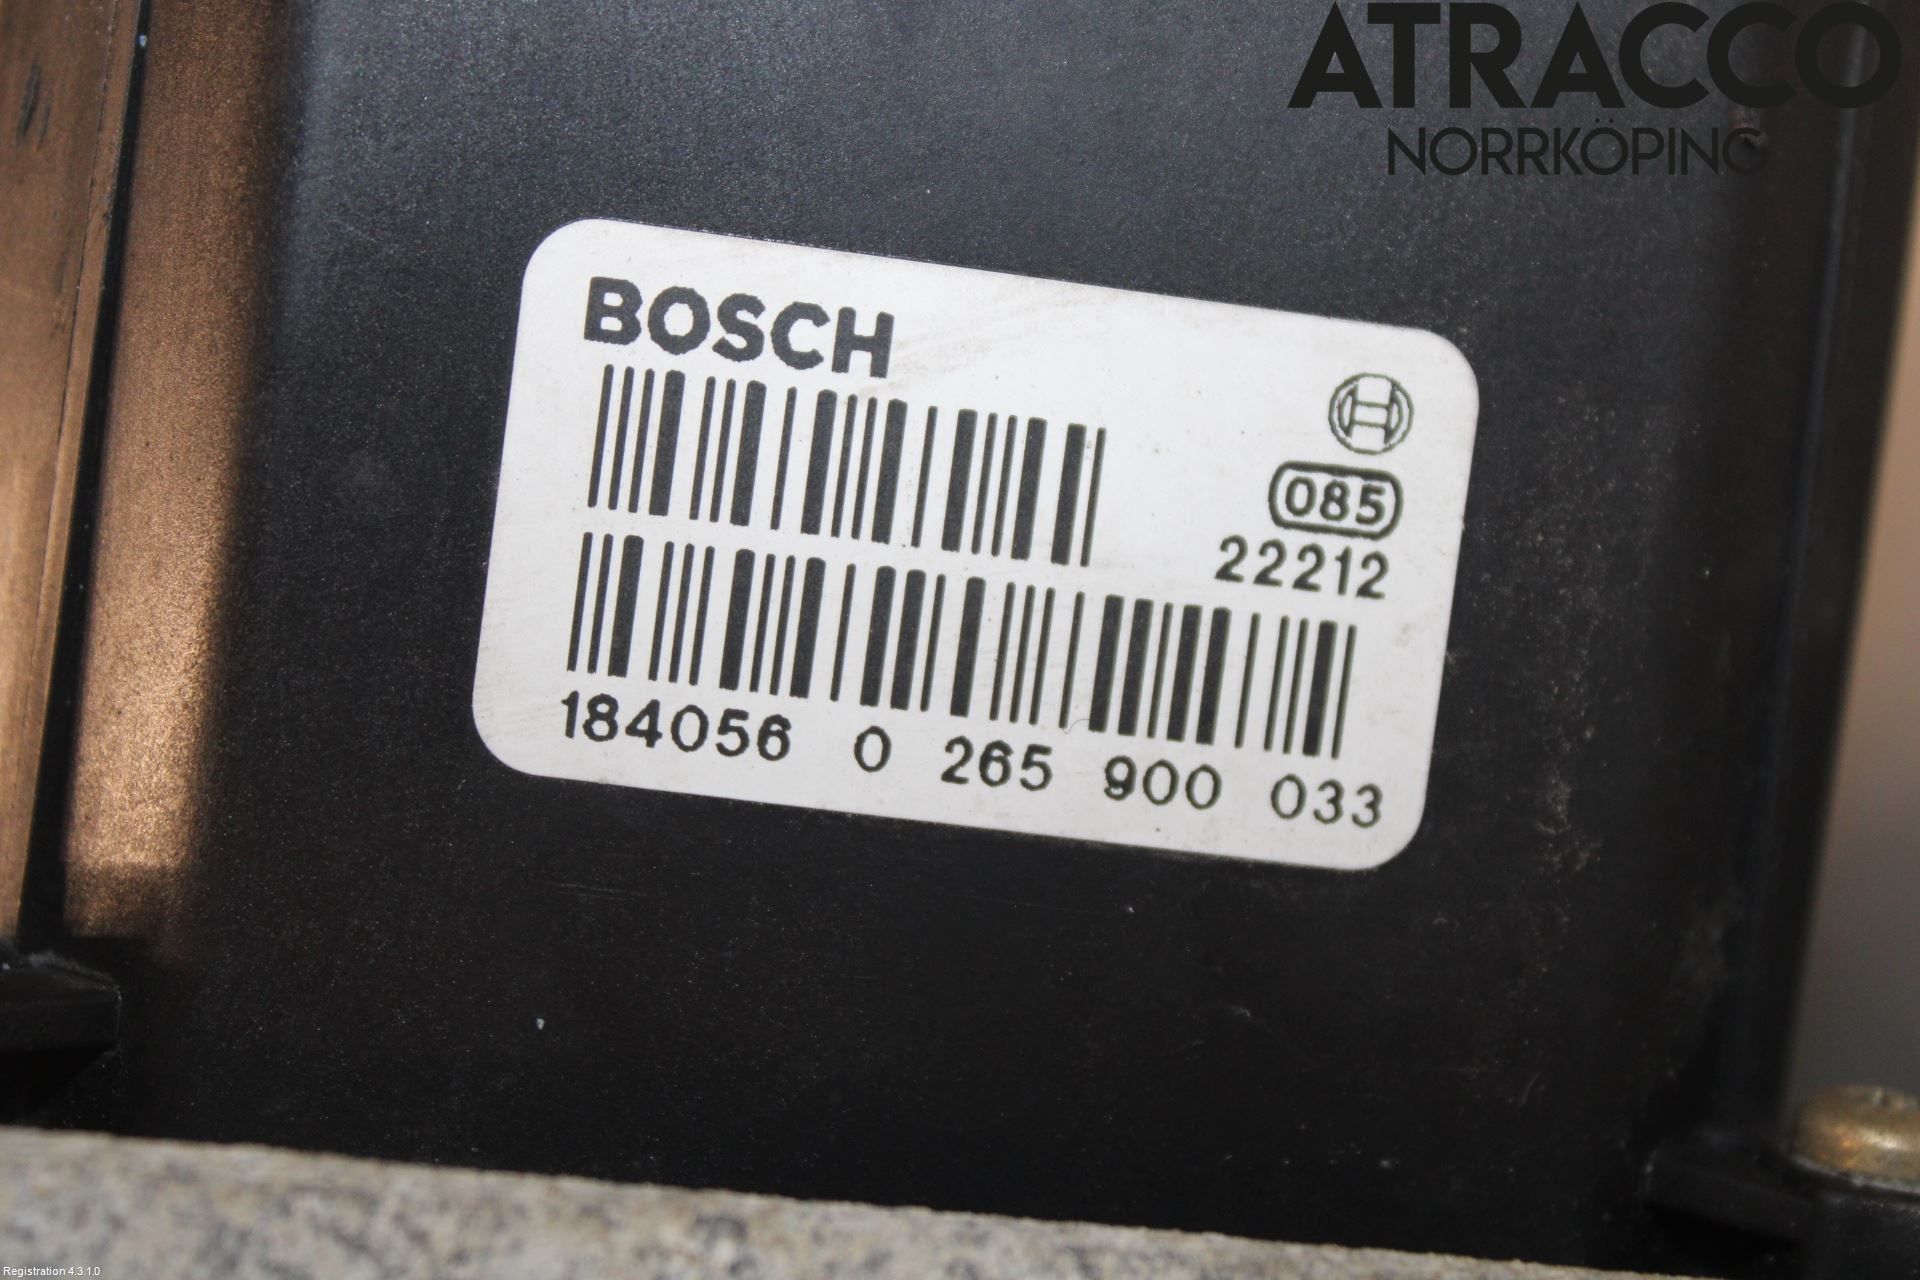 ATRACCO
NORRKÖPING
BOSCH
085
22212
184056 0 265 900 033
Registration 4.3.1.0